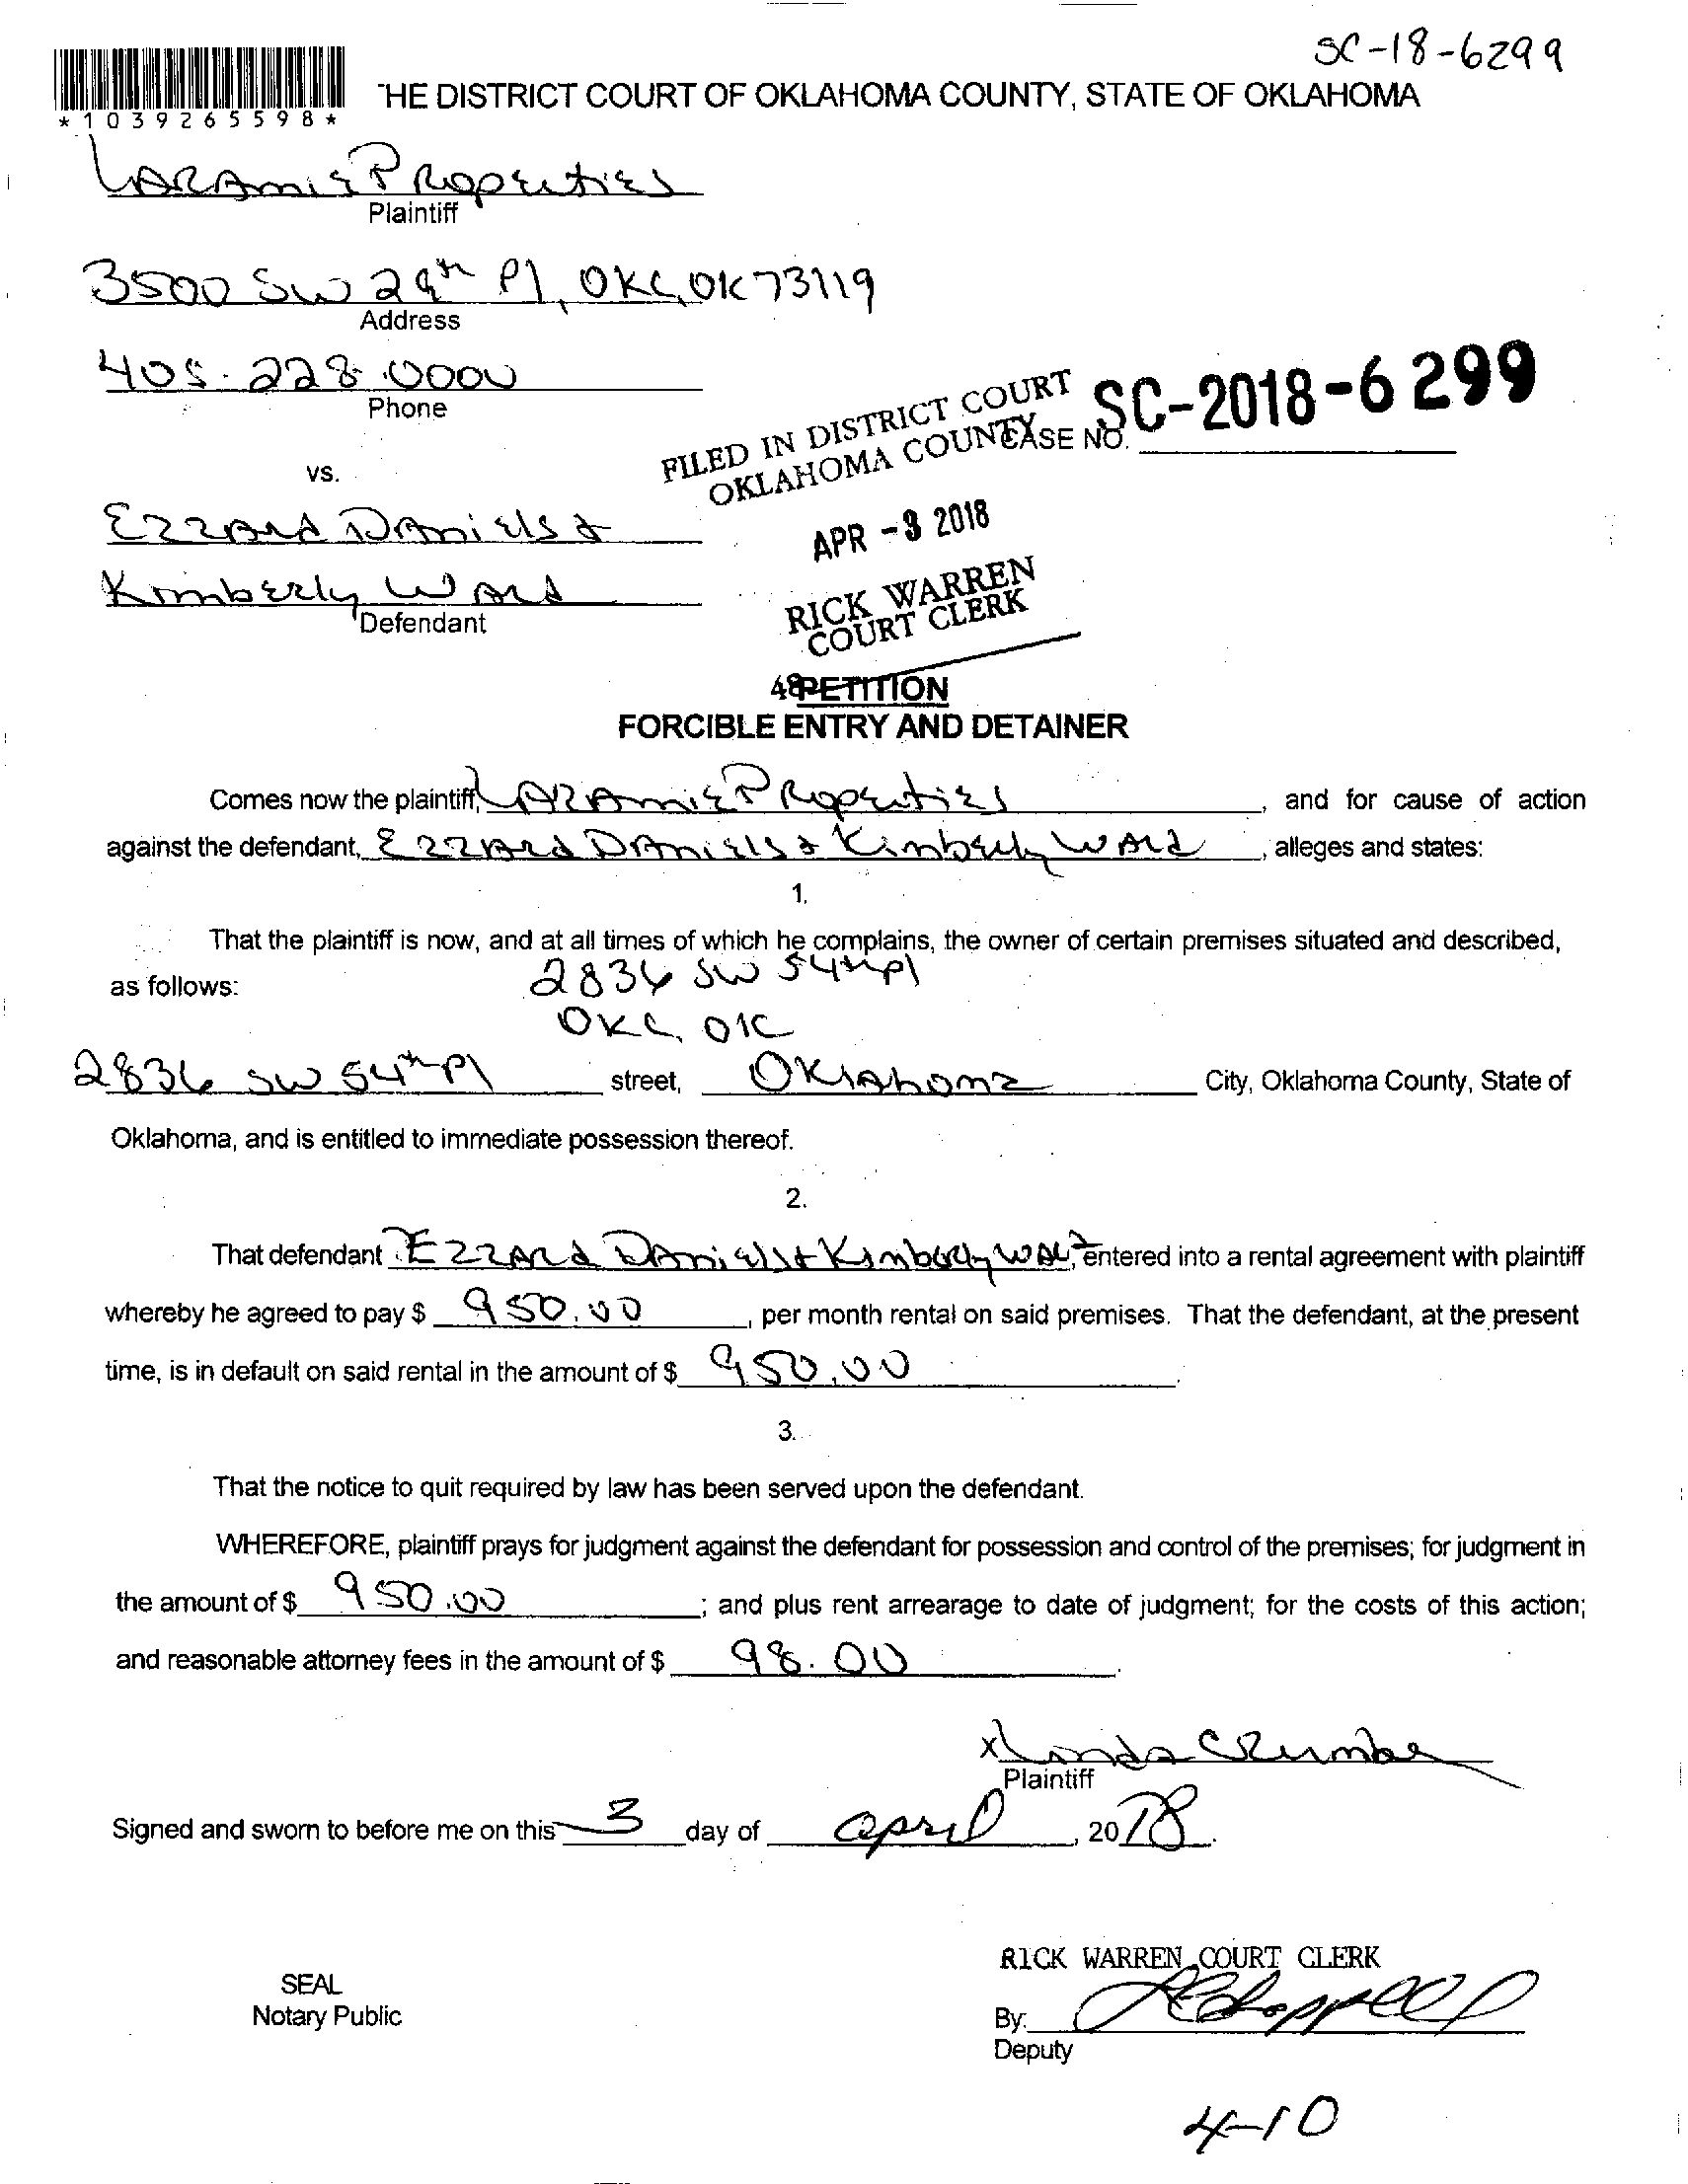 SC-18-6299
THE DISTRICT COURT OF OKLAHOMA COUNTY, STATE OF OKLAHOMA
*1039265598*
LARAmiE PRopErtiEs
Plaintiff
3500 SW 29th Pl, OKC, OK 73119
Address
405-228-0000
Phone
FILED IN DISTRICT COURT
OKLAHOMA COUNTY
CASE NO. SC-2018-6299
vs.
EzzARd DAniEls &
KimbErly WARd
Defendant
APR -3 2018
RICK WARREN
COURT CLERK
48
PETITION
FORCIBLE ENTRY AND DETAINER
Comes now the plaintiff, LARAmiE PRopErtiEs, and for cause of action
against the defendant, EzzARd DAniEls & KimbErly WARd, alleges and states:
1.
That the plaintiff is now, and at all times of which he complains, the owner of certain premises situated and described,
as follows: 2836 SW 54th Pl
OKC, OK
2836 SW 54th Pl street, OKlAhomA City, Oklahoma County, State of
Oklahoma, and is entitled to immediate possession thereof.
2.
That defendant EzzARd DAniEls & KimbErly WARd, entered into a rental agreement with plaintiff
whereby he agreed to pay $ 950.00, per month rental on said premises. That the defendant, at the present
time, is in default on said rental in the amount of $ 950.00.
3.
That the notice to quit required by law has been served upon the defendant.
WHEREFORE, plaintiff prays for judgment against the defendant for possession and control of the premises; for judgment in
the amount of $ 950.00; and plus rent arrearage to date of judgment; for the costs of this action;
and reasonable attorney fees in the amount of $ 98.00.
x Linda
Plaintiff
Signed and sworn to before me on this 3 day of april, 2018.
RICK WARREN COURT CLERK
SEAL
Notary Public
By:
Deputy
4-10